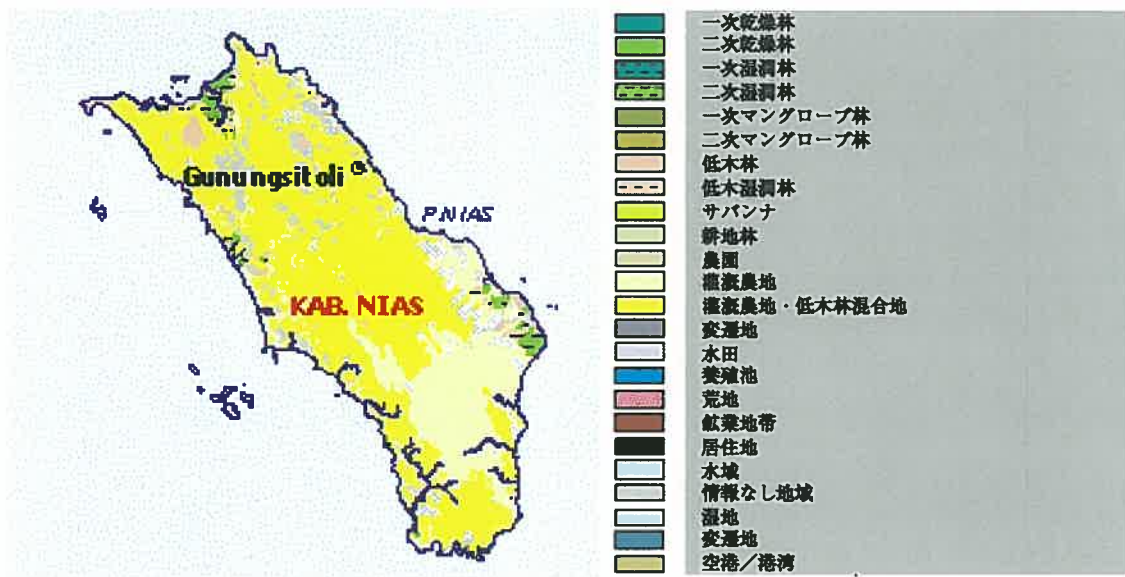 Gunungsitoli
P.NIAS
KAB. NIAS
一次乾燥林
二次乾燥林
一次湿潤林
二次湿潤林
一次マングローブ林
二次マングローブ林
低木林
低木湿潤林
サバンナ
耕地林
農園
灌漑農地
灌漑農地・低木林混合地
変遷地
水田
養殖池
荒地
鉱業地帯
居住地
水域
情報なし地域
湿地
変遷地
空港／港湾